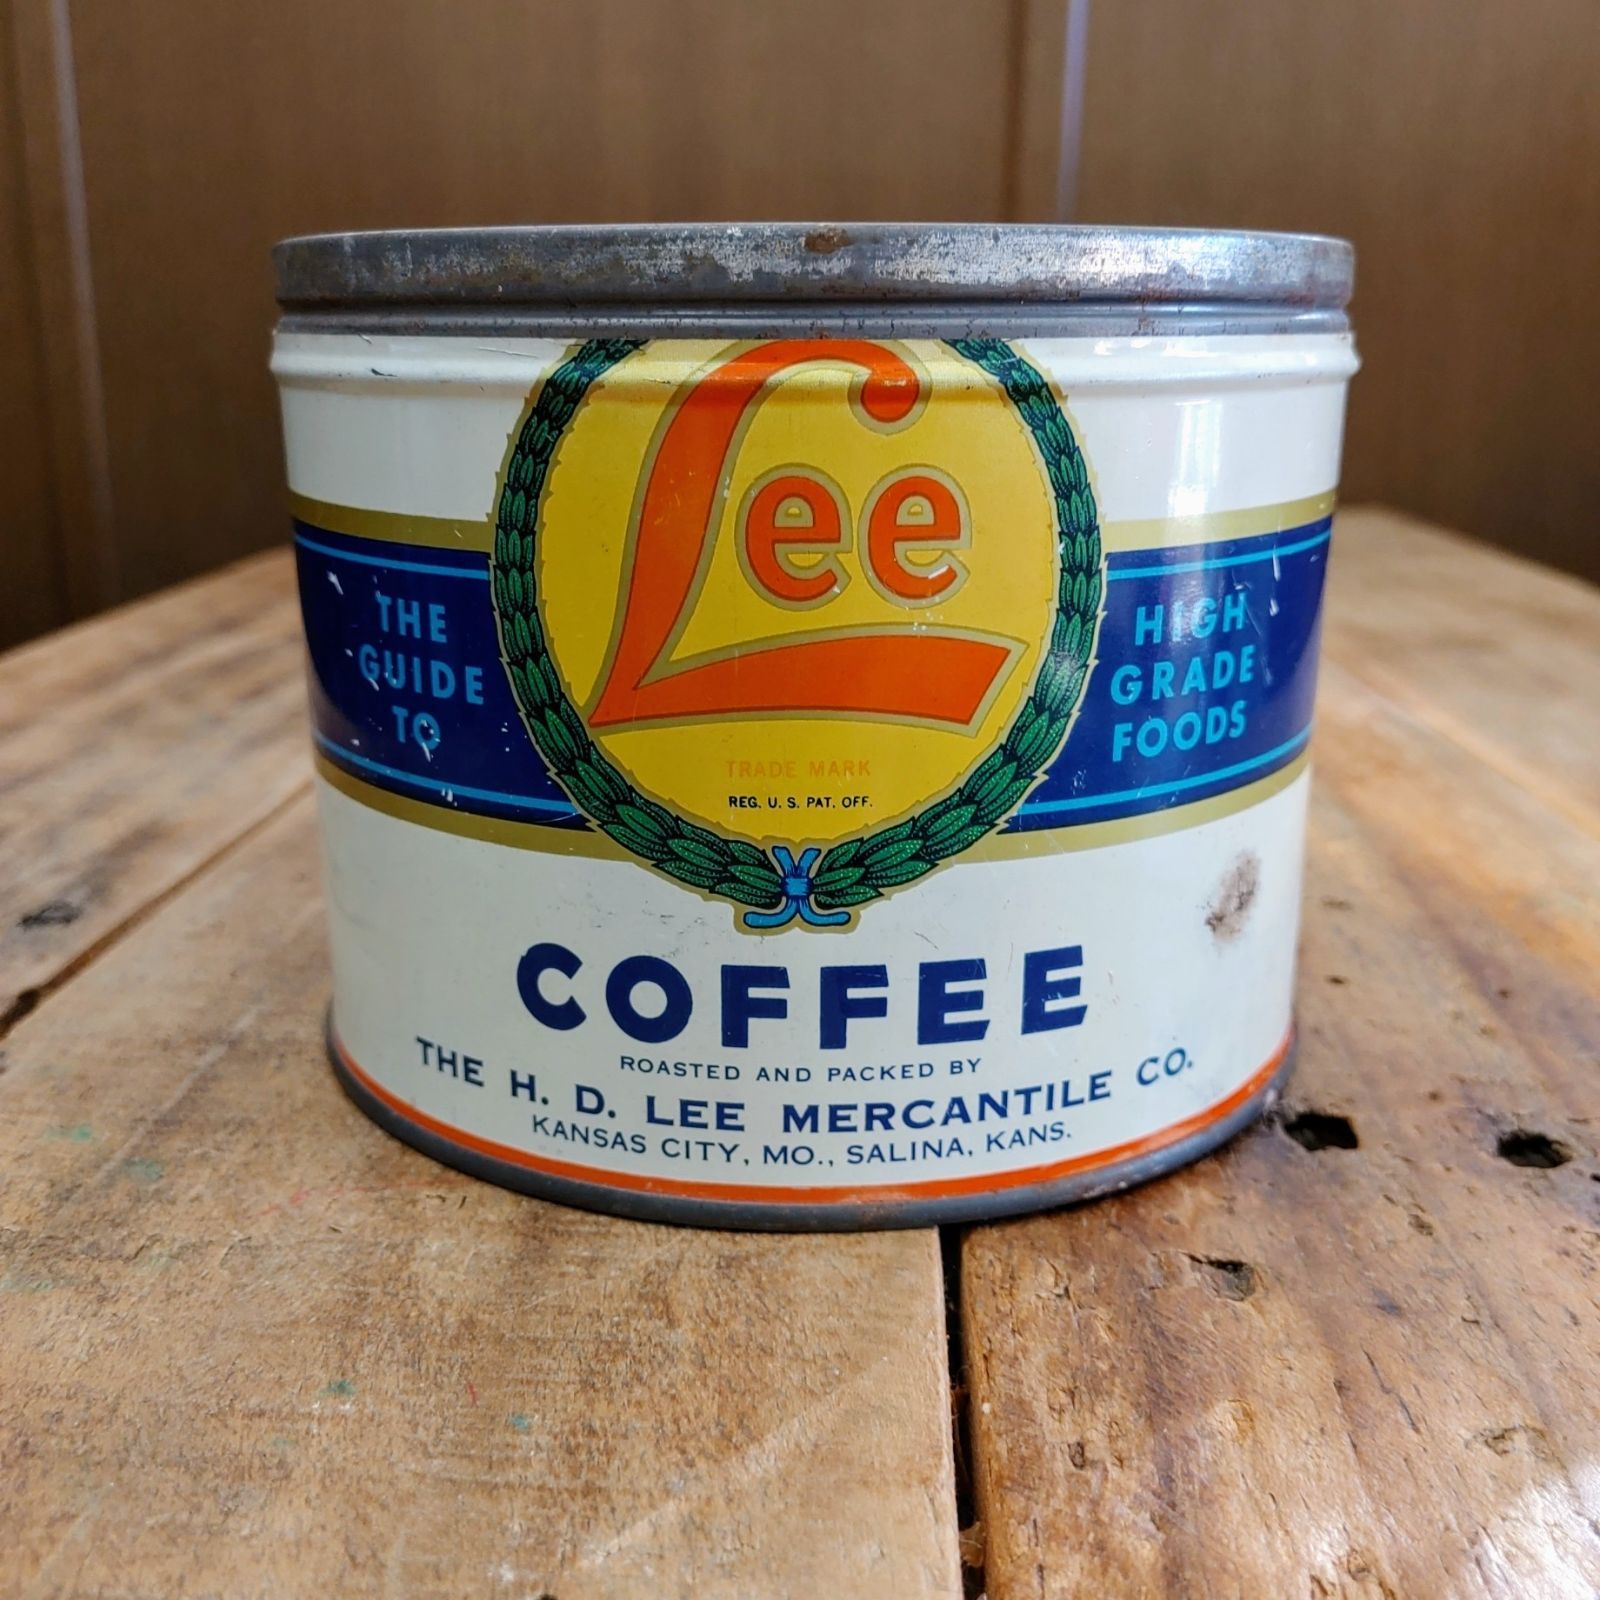 Lee
TRADE MARK
REG. U. S. PAT. OFF.
THE
GUIDE
TO
HIGH
GRADE
FOODS
COFFEE
ROASTED AND PACKED BY
THE H. D. LEE MERCANTILE CO.
KANSAS CITY, MO., SALINA, KANS.